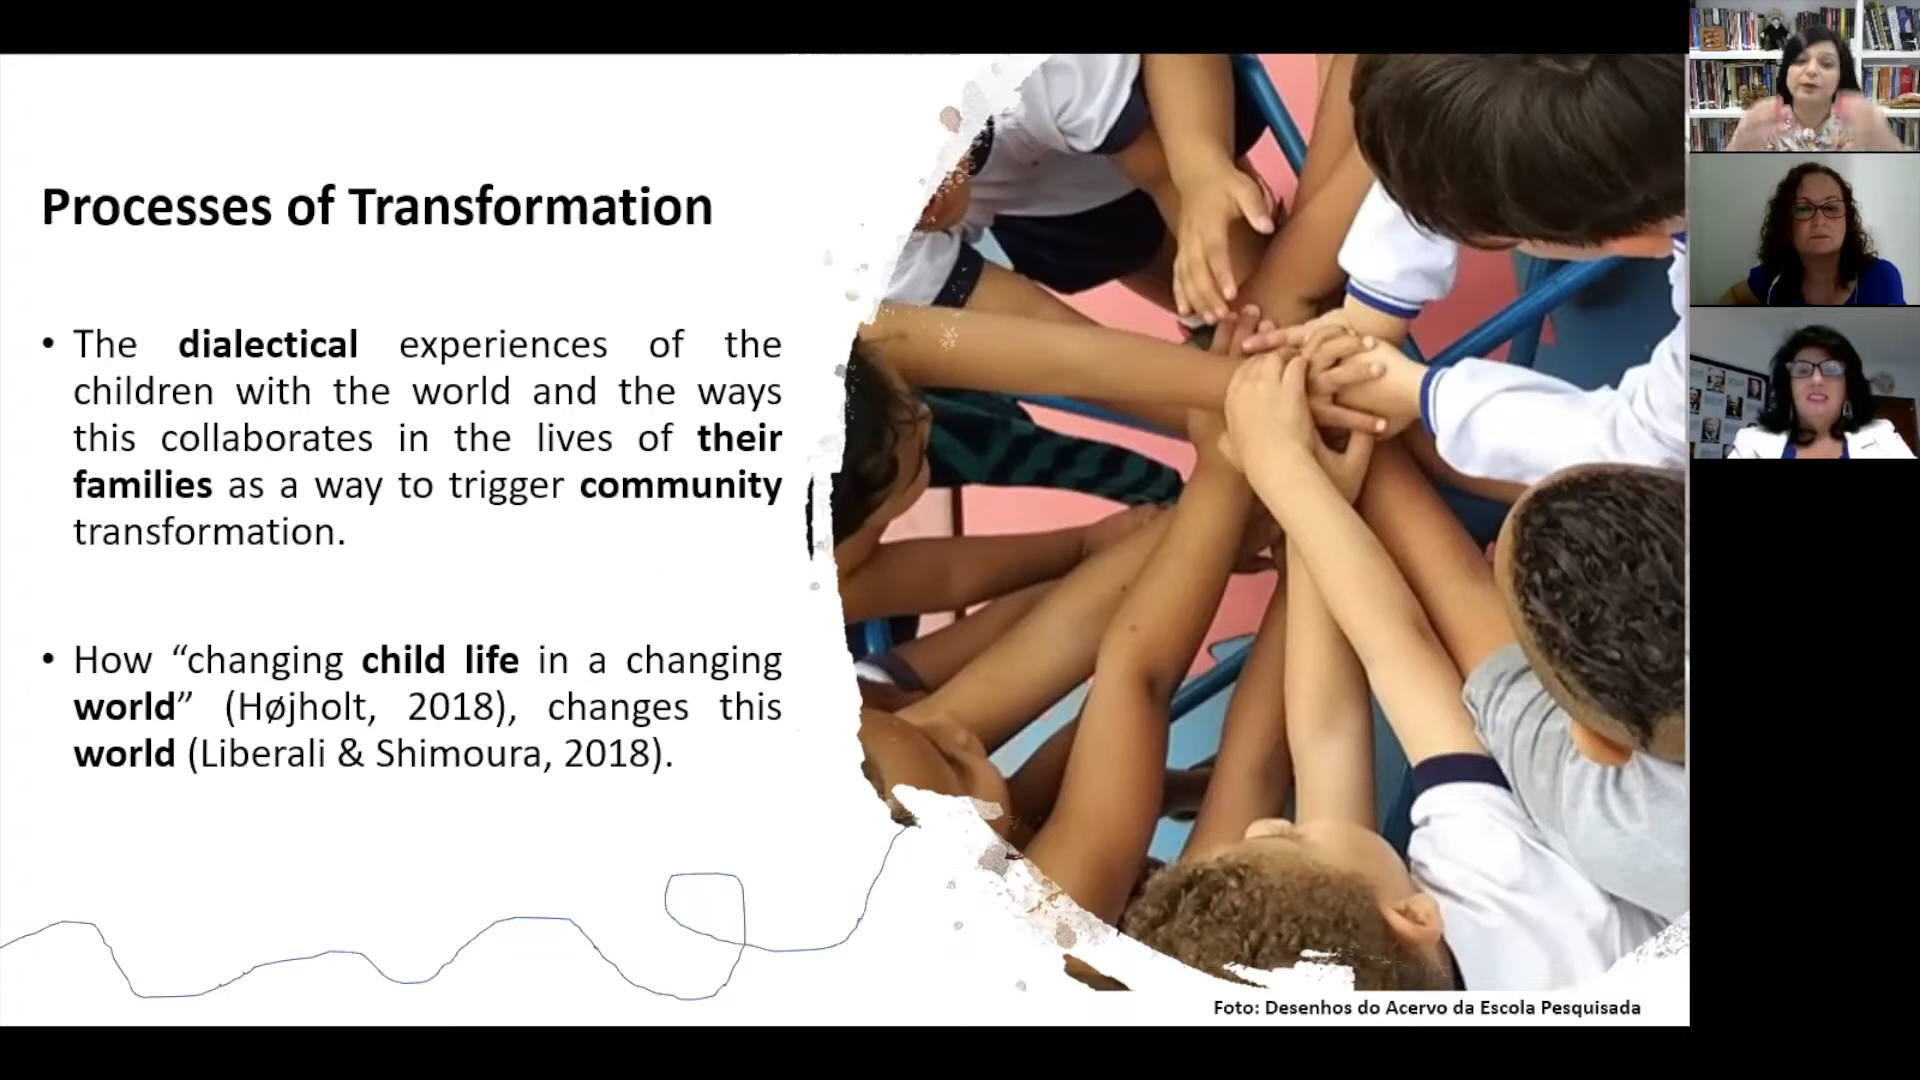 Processes of Transformation
• The dialectical experiences of the
children with the world and the ways
this collaborates in the lives of their
families as a way to trigger community
transformation.
• How “changing child life in a changing
world” (Højholt, 2018), changes this
world (Liberali & Shimoura, 2018).
Foto: Desenhos do Acervo da Escola Pesquisada